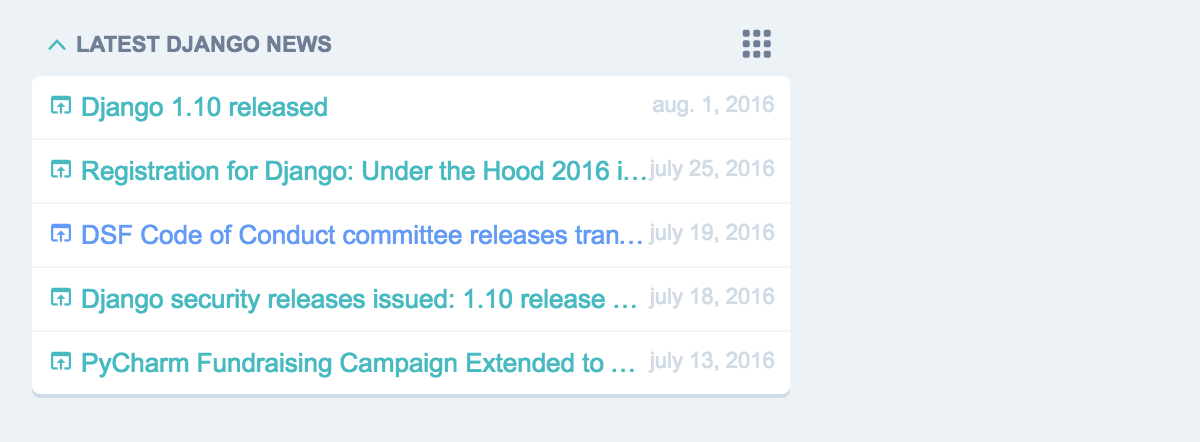 LATEST DJANGO NEWS
Django 1.10 released aug. 1, 2016
Registration for Django: Under the Hood 2016 i... july 25, 2016
DSF Code of Conduct committee releases tran... july 19, 2016
Django security releases issued: 1.10 release ... july 18, 2016
PyCharm Fundraising Campaign Extended to ... july 13, 2016